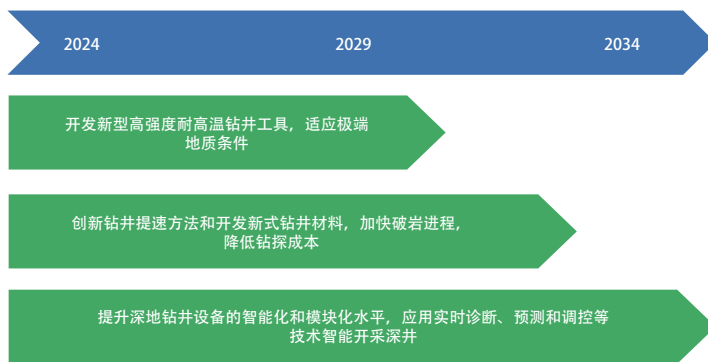 2024 2029 2034
开发新型高强度耐高温钻井工具，适应极端
地质条件
创新钻井提速方法和开发新式钻井材料，加快破岩进程，
降低钻探成本
提升深地钻井设备的智能化和模块化水平，应用实时诊断、预测和调控等
技术智能开采深井